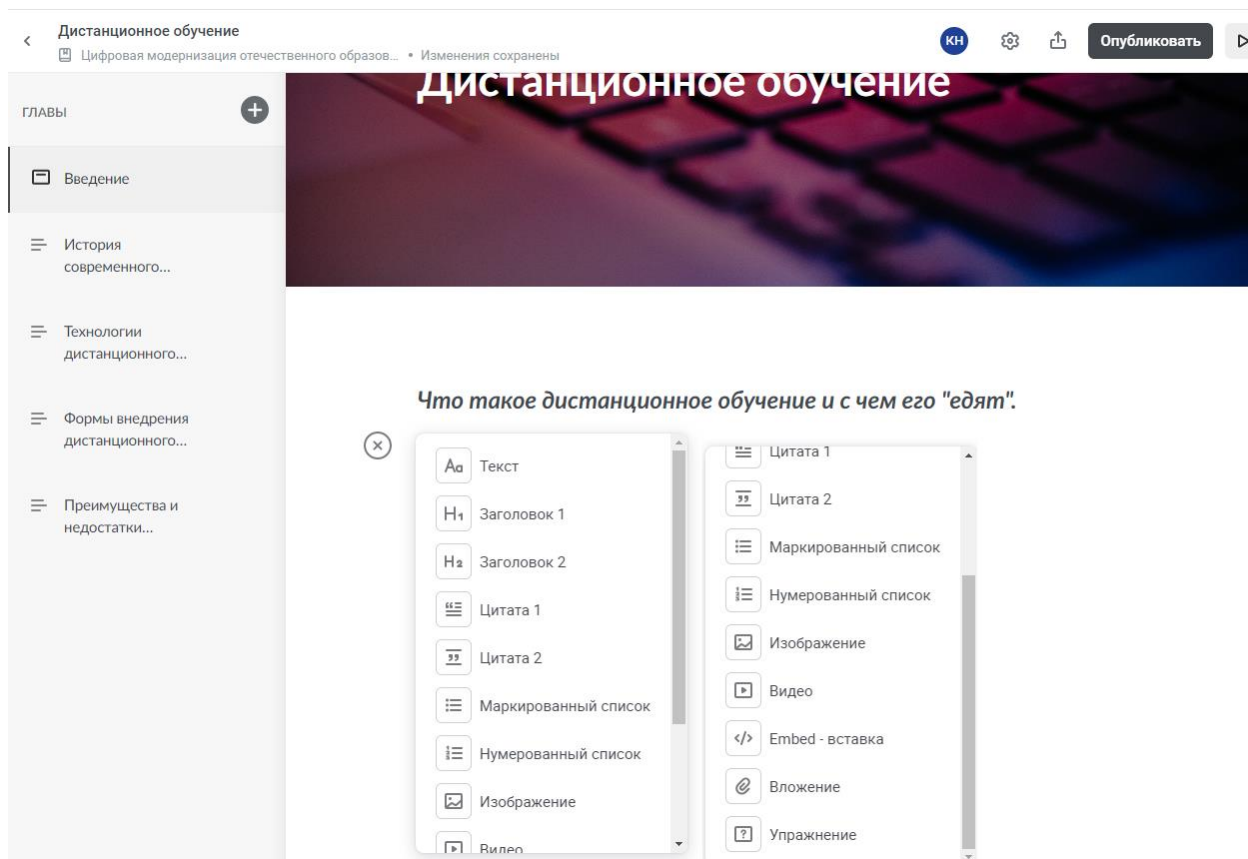 Дистанционное обучение
Цифровая модернизация отечественного образов... • Изменения сохранены
КН
Опубликовать
ГЛАВЫ
Введение
История
современного...
Технологии
дистанционного...
Формы внедрения
дистанционного...
Преимущества и
недостатки...
Дистанционное обучение
Что такое дистанционное обучение и с чем его "едят".
Aa Текст
H1 Заголовок 1
H2 Заголовок 2
Цитата 1
Цитата 2
Маркированный список
Нумерованный список
Изображение
Видео
Цитата 1
Цитата 2
Маркированный список
Нумерованный список
Изображение
Видео
</> Embed - вставка
Вложение
Упражнение